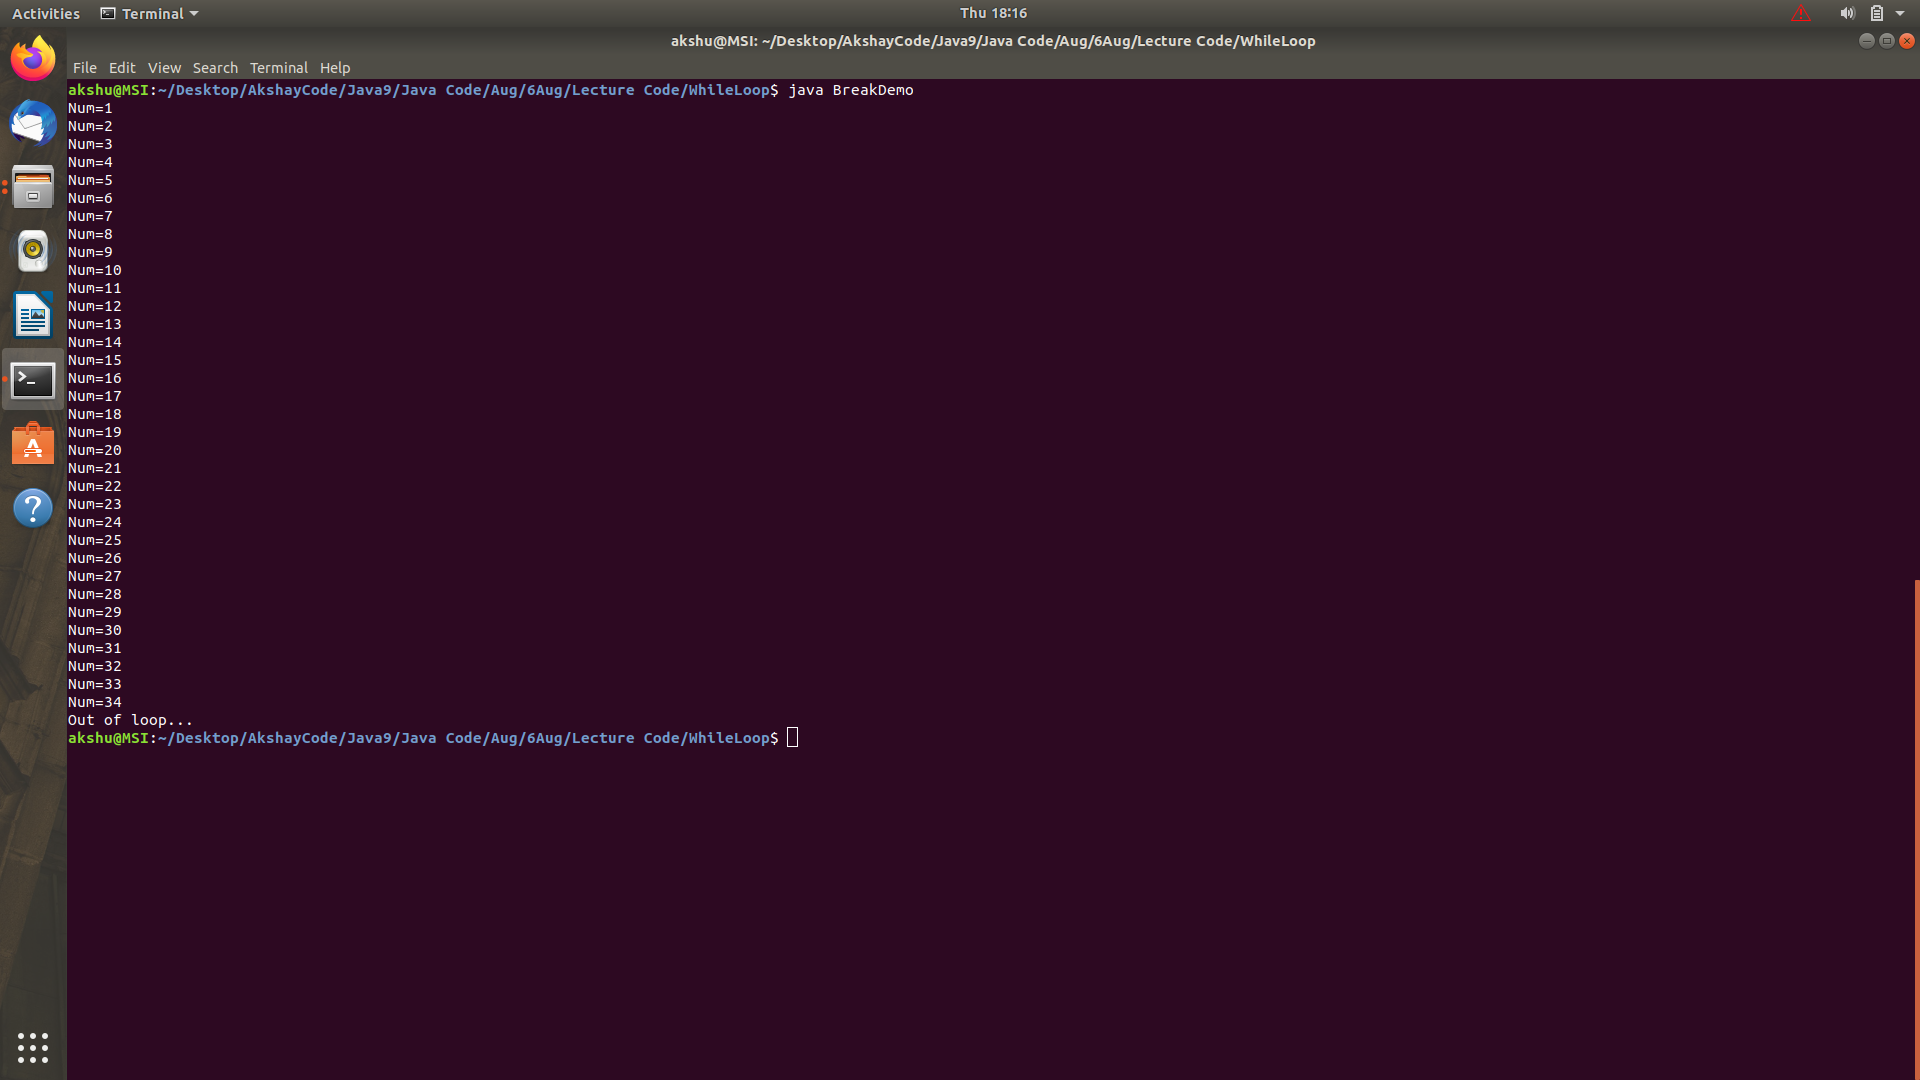 Activities
Terminal
Thu 18:16
akshu@MSI: ~/Desktop/AkshayCode/Java9/Java Code/Aug/6Aug/Lecture Code/WhileLoop
File Edit View Search Terminal Help
akshu@MSI:~/Desktop/AkshayCode/Java9/Java Code/Aug/6Aug/Lecture Code/WhileLoop$ java BreakDemo
Num=1
Num=2
Num=3
Num=4
Num=5
Num=6
Num=7
Num=8
Num=9
Num=10
Num=11
Num=12
Num=13
Num=14
Num=15
Num=16
Num=17
Num=18
Num=19
Num=20
Num=21
Num=22
Num=23
Num=24
Num=25
Num=26
Num=27
Num=28
Num=29
Num=30
Num=31
Num=32
Num=33
Num=34
Out of loop...
akshu@MSI:~/Desktop/AkshayCode/Java9/Java Code/Aug/6Aug/Lecture Code/WhileLoop$